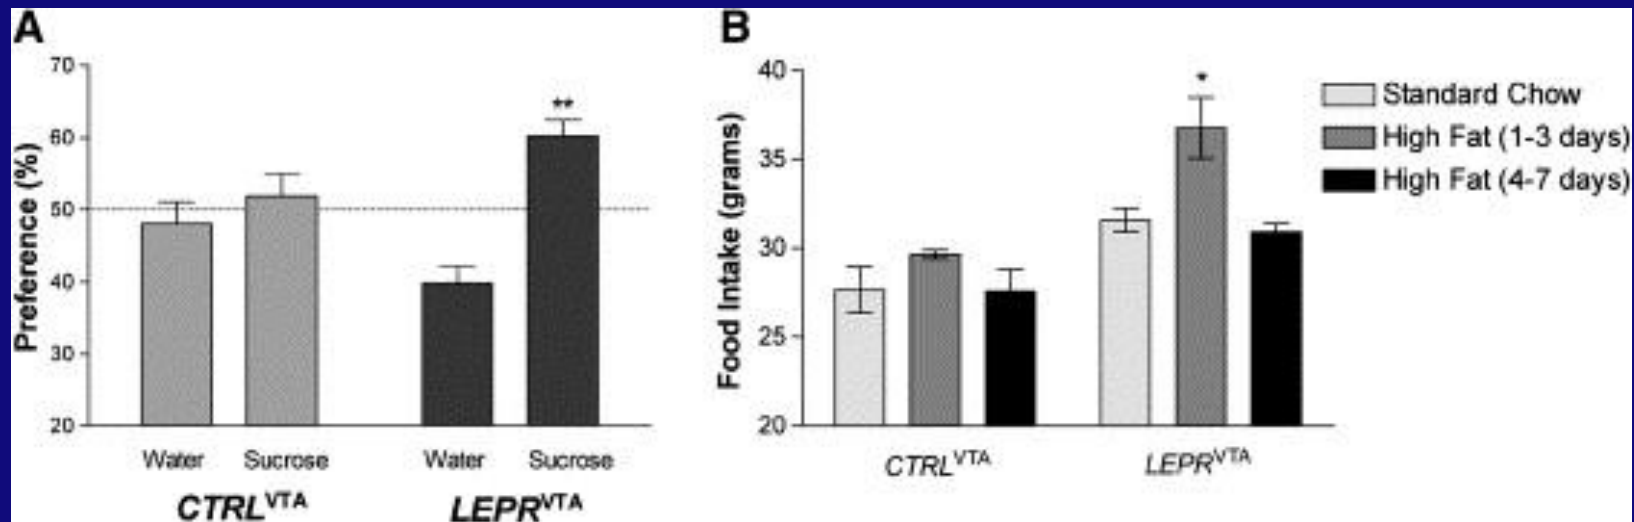 A
Preference (%)
70
60
50
40
30
20
**
Water Sucrose Water Sucrose
CTRLVTA LEPRVTA
B
Food Intake (grams)
40
35
30
25
20
*
CTRLVTA LEPRVTA
Standard Chow
High Fat (1-3 days)
High Fat (4-7 days)